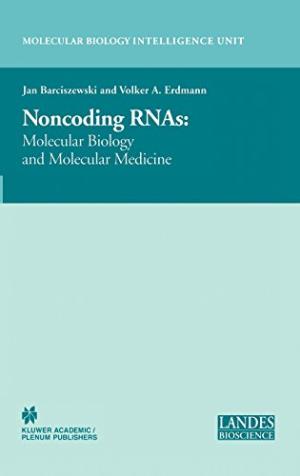 MOLECULAR BIOLOGY INTELLIGENCE UNIT
Jan Barciszewski and Volker A. Erdmann
Noncoding RNAs:
Molecular Biology
and Molecular Medicine
KLUWER ACADEMIC /
PLENUM PUBLISHERS
LANDES
BIOSCIENCE